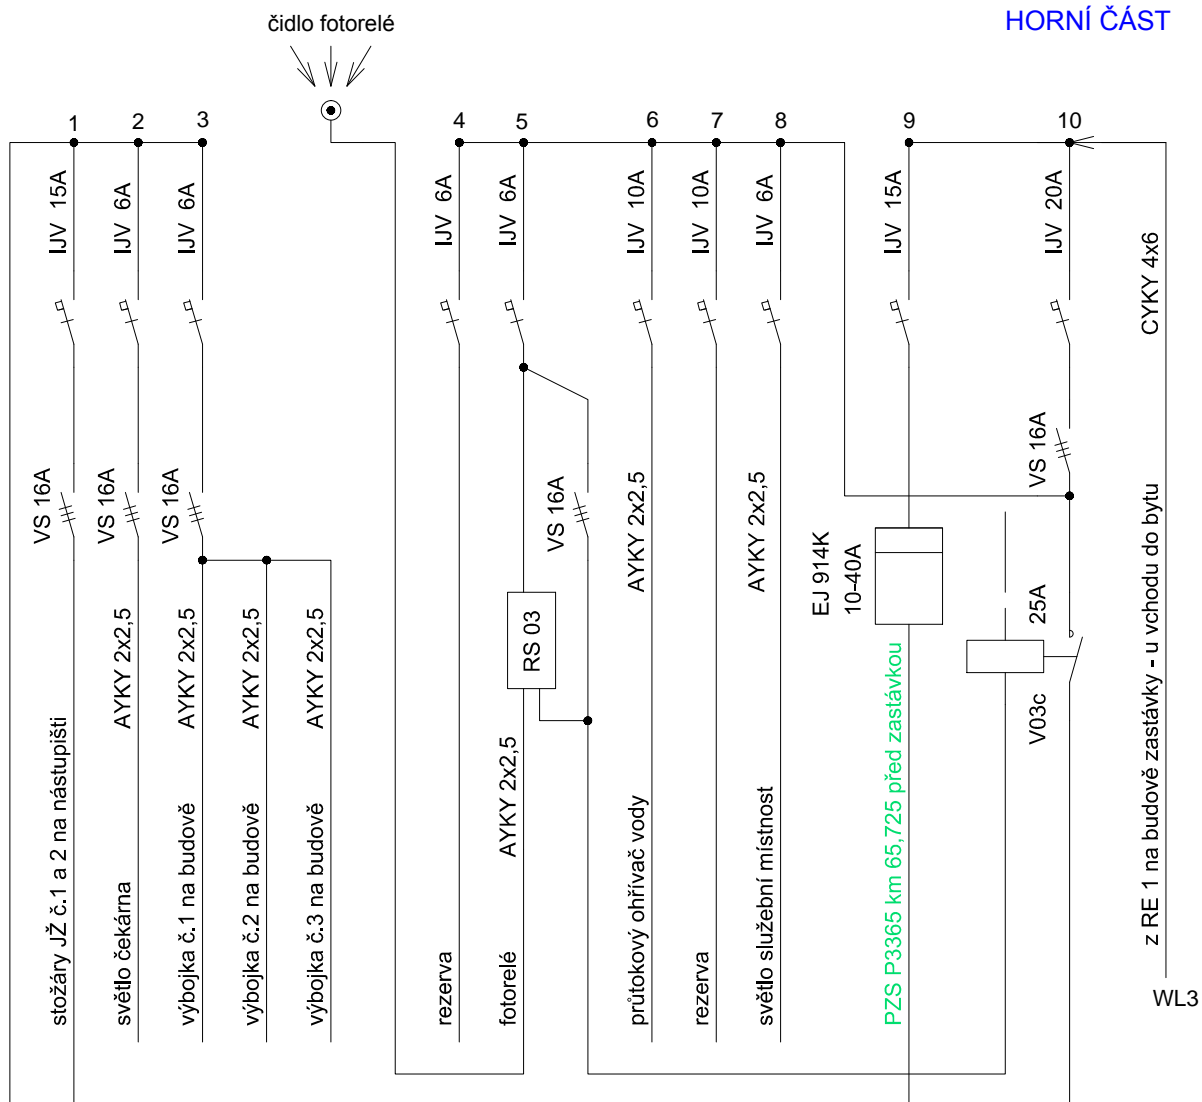 HORNÍ ČÁST
čidlo fotorelé
1
2
3
4
5
6
7
8
9
10
IJV 15A
IJV 6A
IJV 6A
IJV 6A
IJV 6A
IJV 10A
IJV 10A
IJV 6A
IJV 15A
IJV 20A
CYKY 4x6
VS 16A
VS 16A
VS 16A
VS 16A
VS 16A
AYKY 2x2,5
AYKY 2x2,5
AYKY 2x2,5
AYKY 2x2,5
AYKY 2x2,5
AYKY 2x2,5
AYKY 2x2,5
RS 03
EJ 914K
10-40A
25A
V03c
stožáry JŽ č.1 a 2 na nástupišti
světlo čekárna
výbojka č.1 na budově
výbojka č.2 na budově
výbojka č.3 na budově
rezerva
fotorelé
průtokový ohřívač vody
rezerva
světlo služební místnost
PZS P3365 km 65,725 před zastávkou
z RE 1 na budově zastávky - u vchodu do bytu
WL3